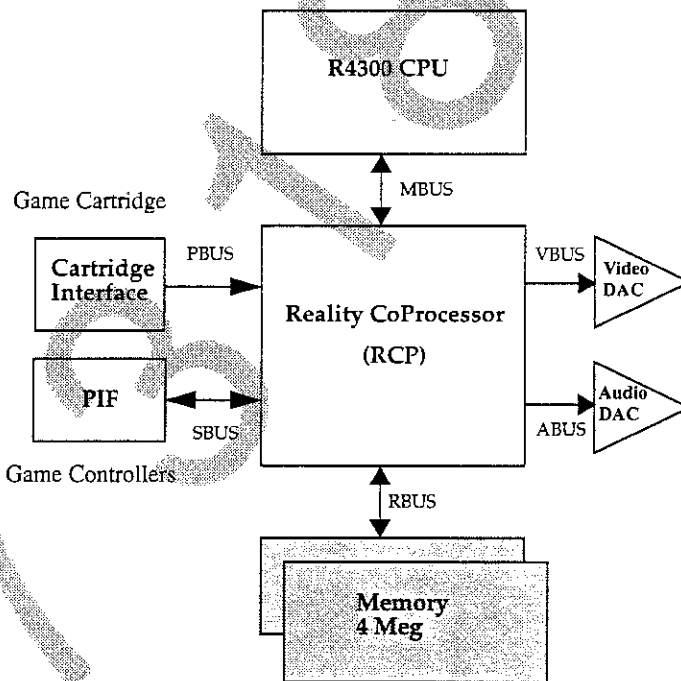 R4300 CPU
MBUS
Game Cartridge
PBUS
VBUS
Cartridge
Interface
Video
DAC
Reality CoProcessor
(RCP)
PIF
SBUS
Audio
DAC
ABUS
Game Controllers
RBUS
Memory
4 Meg